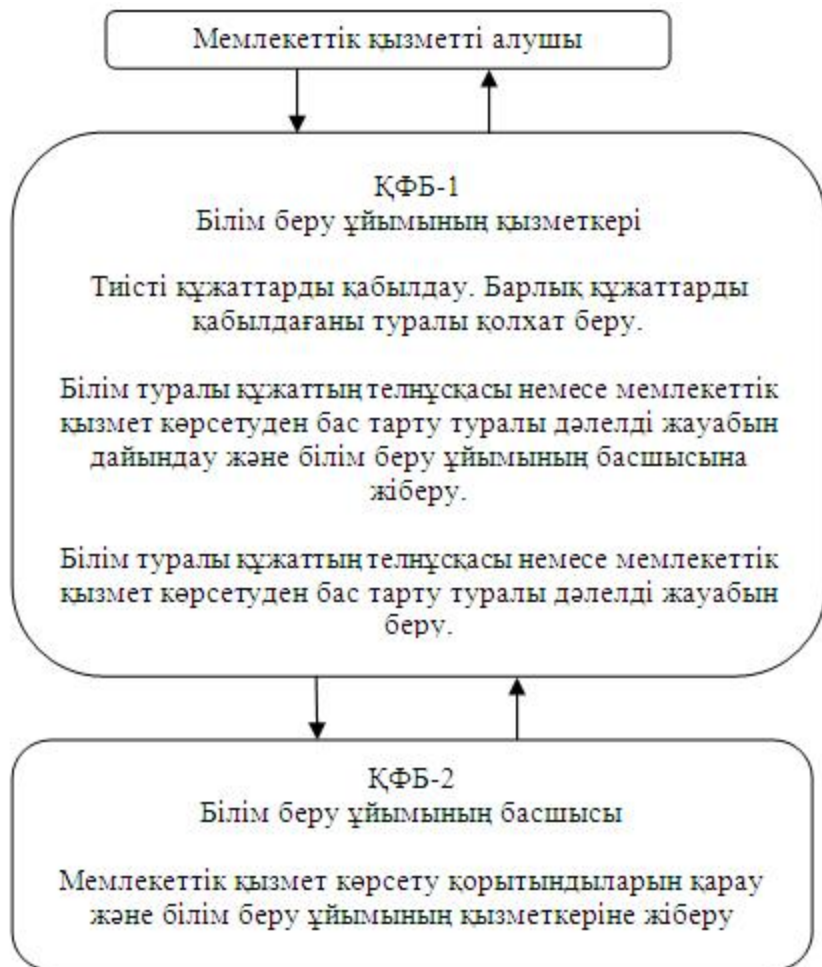 Мемлекеттік қызметті алушы
ҚФБ-1
Білім беру ұйымының қызметкері
Тиісті құжаттарды қабылдау. Барлық құжаттарды
қабылдағаны туралы қолхат беру.
Білім туралы құжаттың телнұсқасы немесе мемлекеттік
қызмет көрсетуден бас тарту туралы дәлелді жауабын
дайындау және білім беру ұйымының басшысына
жіберу.
Білім туралы құжаттың телнұсқасы немесе мемлекеттік
қызмет көрсетуден бас тарту туралы дәлелді жауабын
беру.
ҚФБ-2
Білім беру ұйымының басшысы
Мемлекеттік қызмет көрсету қорытындыларын қарау
және білім беру ұйымының қызметкеріне жіберу